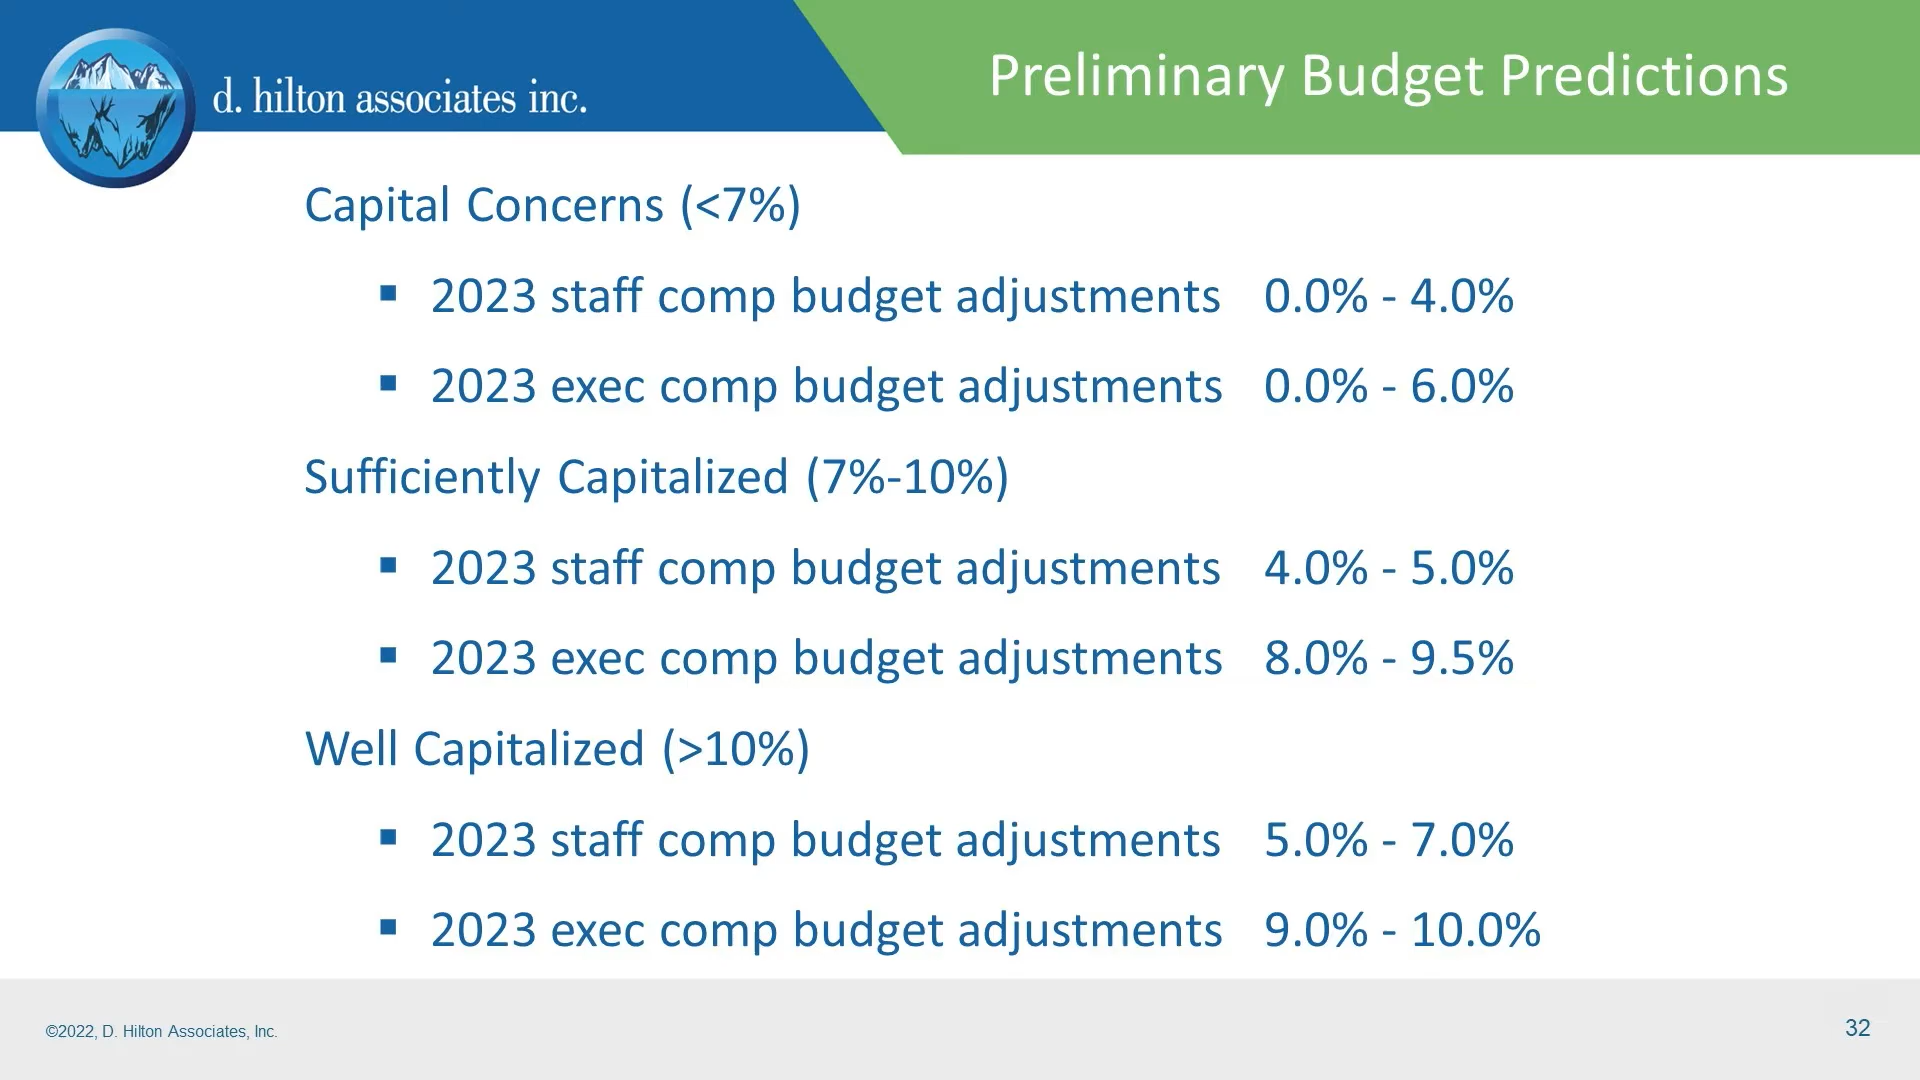 d. hilton associates inc.
Preliminary Budget Predictions
Capital Concerns (<7%)
▪ 2023 staff comp budget adjustments 0.0% - 4.0%
▪ 2023 exec comp budget adjustments 0.0% - 6.0%
Sufficiently Capitalized (7%-10%)
▪ 2023 staff comp budget adjustments 4.0% - 5.0%
▪ 2023 exec comp budget adjustments 8.0% - 9.5%
Well Capitalized (>10%)
▪ 2023 staff comp budget adjustments 5.0% - 7.0%
▪ 2023 exec comp budget adjustments 9.0% - 10.0%
©2022, D. Hilton Associates, Inc.
32